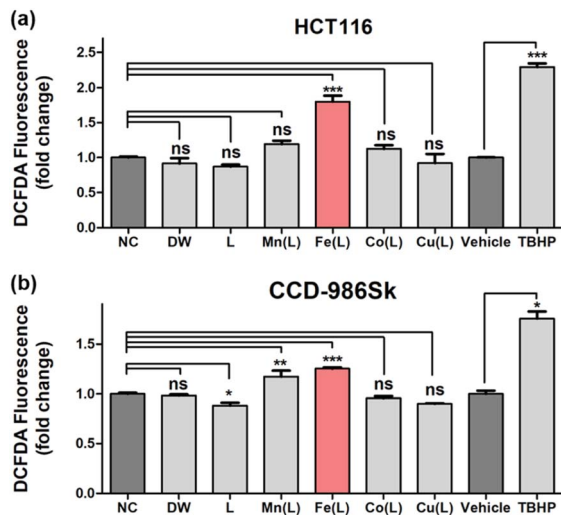 (a)
HCT116
DCFDA Fluorescence
(fold change)
2.5
2.0
1.5
1.0
0.5
0.0
ns
ns
ns
***
ns
ns
***
NC DW L Mn(L) Fe(L) Co(L) Cu(L) Vehicle TBHP
(b)
CCD-986Sk
DCFDA Fluorescence
(fold change)
1.5
1.0
0.5
0.0
ns
*
**
***
ns
ns
*
NC DW L Mn(L) Fe(L) Co(L) Cu(L) Vehicle TBHP